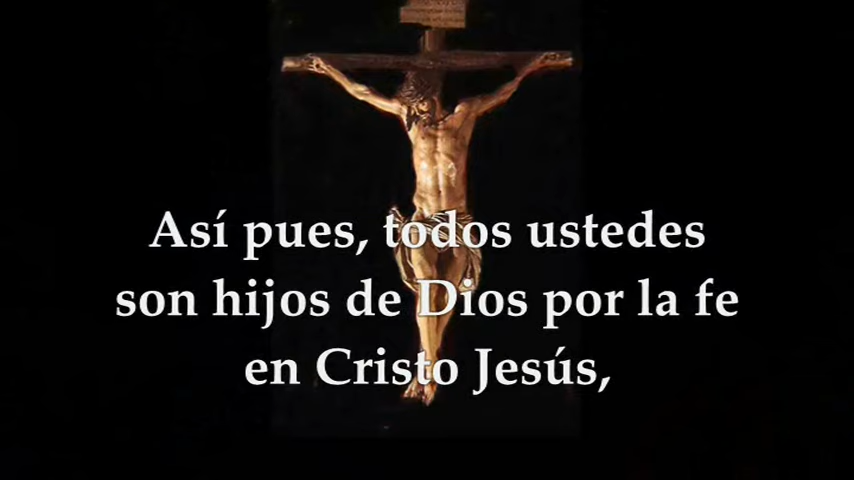 Así pues, todos ustedes
son hijos de Dios por la fe
en Cristo Jesús,